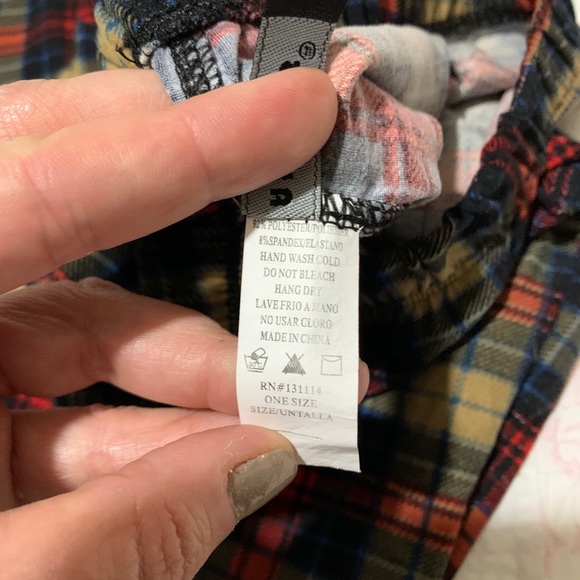 92% POLYESTER/POLIESTER
8%SPANDEX/ELASTANO
HAND WASH COLD
DO NOT BLEACH
HANG DRY
LAVE FRIO A MANO
NO USAR CLORO
MADE IN CHINA
RN#131114
ONE SIZE
SIZE/UNTALLA